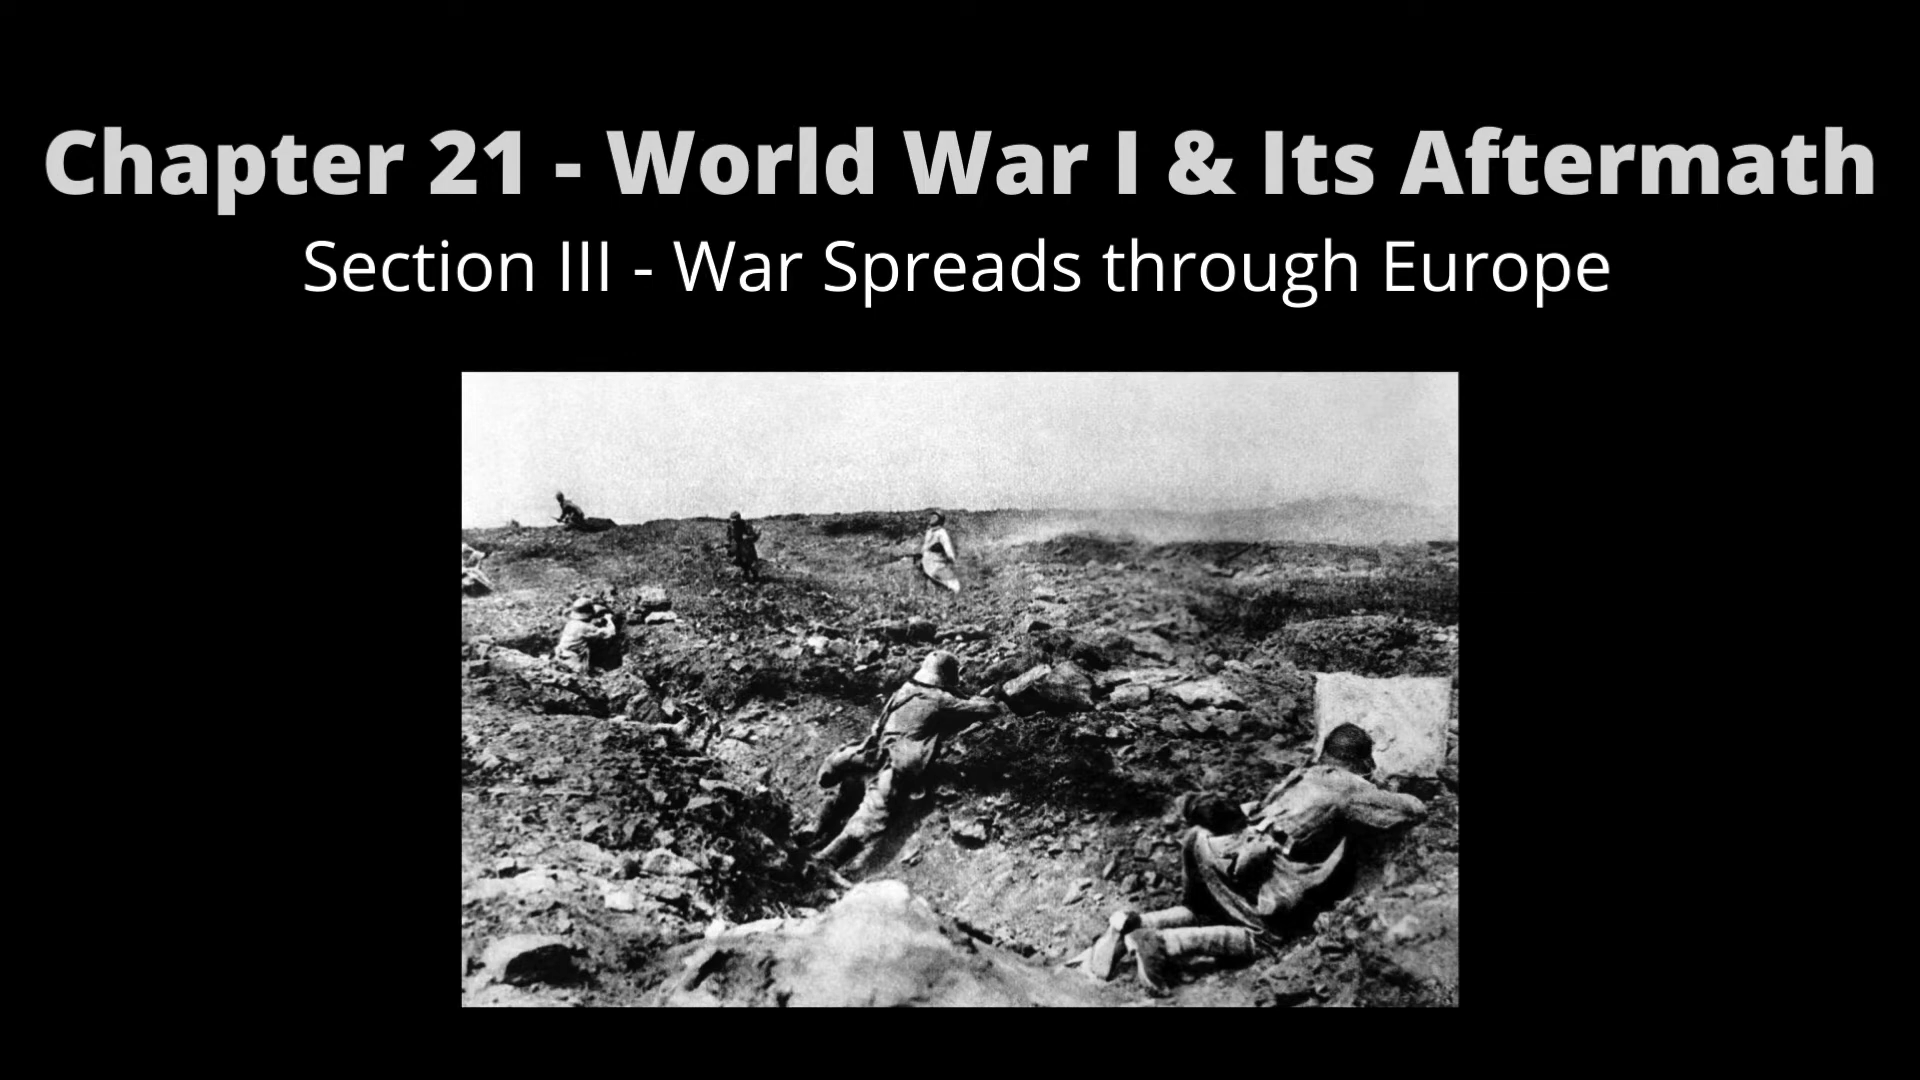 Chapter 21 - World War I & Its Aftermath
Section III - War Spreads through Europe